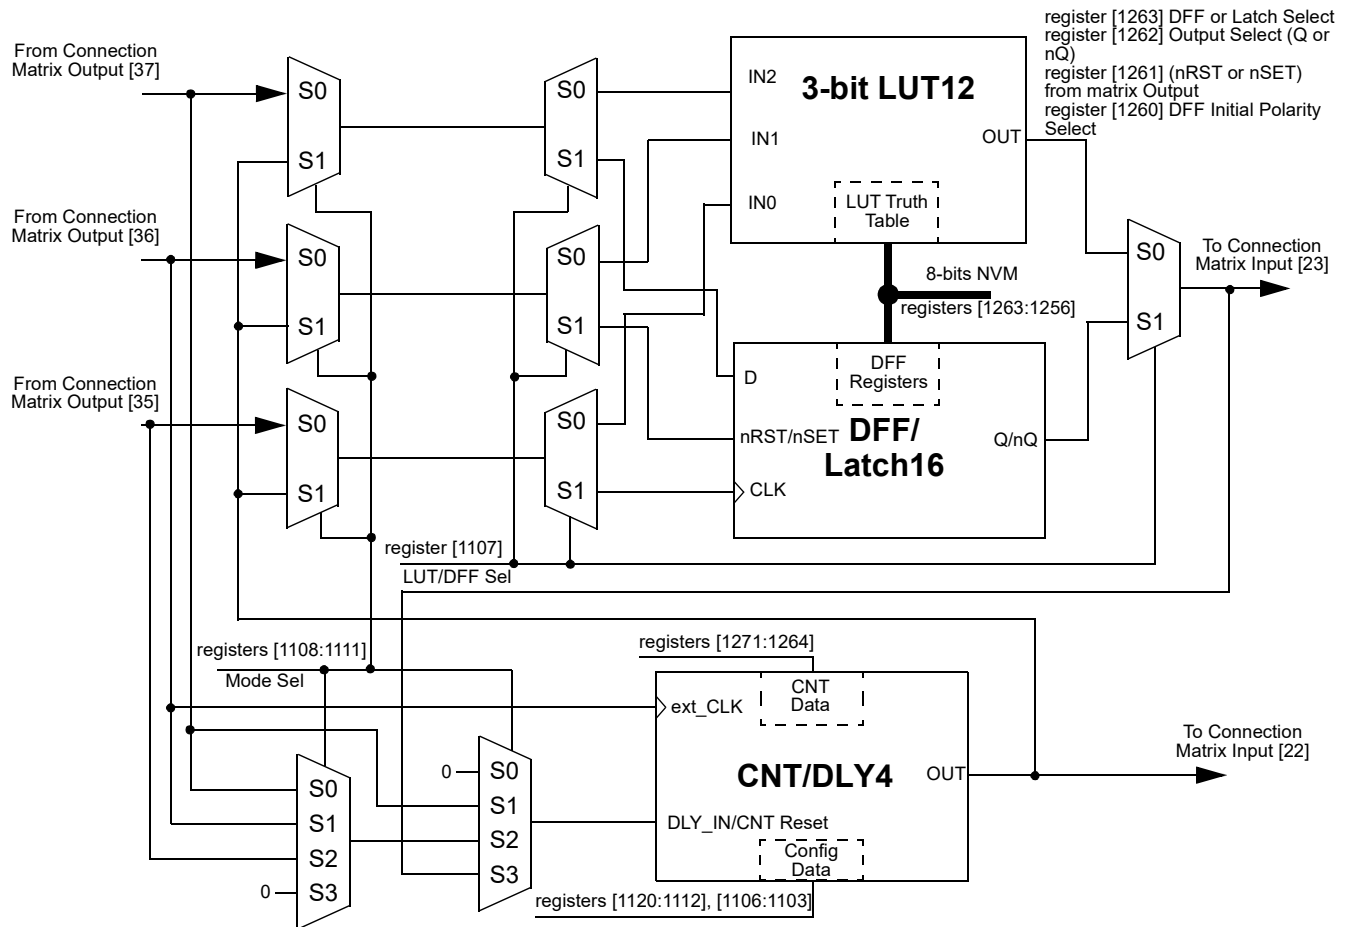 register [1263] DFF or Latch Select
register [1262] Output Select (Q or
nQ)
register [1261] (nRST or nSET)
from matrix Output
register [1260] DFF Initial Polarity
Select
From Connection
Matrix Output [37]
S0
S1
S0
S1
IN2
IN1
IN0
3-bit LUT12
OUT
LUT Truth
Table
From Connection
Matrix Output [36]
S0
S1
S0
S1
8-bits NVM
registers [1263:1256]
S0
S1
To Connection
Matrix Input [23]
From Connection
Matrix Output [35]
S0
S1
S0
S1
D
nRST/nSET
CLK
DFF
Registers
DFF/
Latch16
Q/nQ
register [1107]
LUT/DFF Sel
registers [1108:1111]
Mode Sel
registers [1271:1264]
CNT
Data
ext_CLK
CNT/DLY4
OUT
DLY_IN/CNT Reset
Config
Data
To Connection
Matrix Input [22]
S0
S1
S2
S3
0
0
S0
S1
S2
S3
registers [1120:1112], [1106:1103]